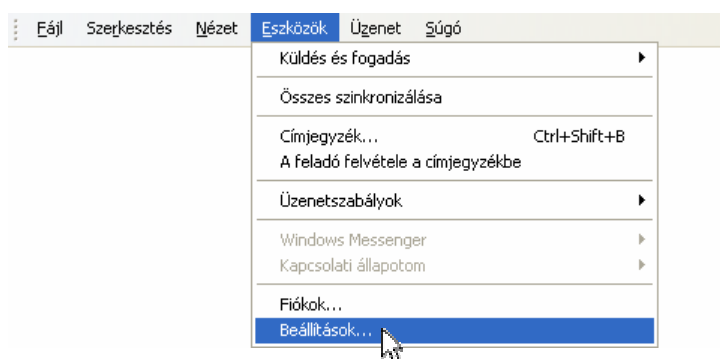 Fájl Szerkesztés Nézet Eszközök Üzenet Súgó
Küldés és fogadás
Összes szinkronizálása
Címjegyzék... Ctrl+Shift+B
A feladó felvétele a címjegyzékbe
Üzenetszabályok
Windows Messenger
Kapcsolati állapotom
Fiókok...
Beállítások...